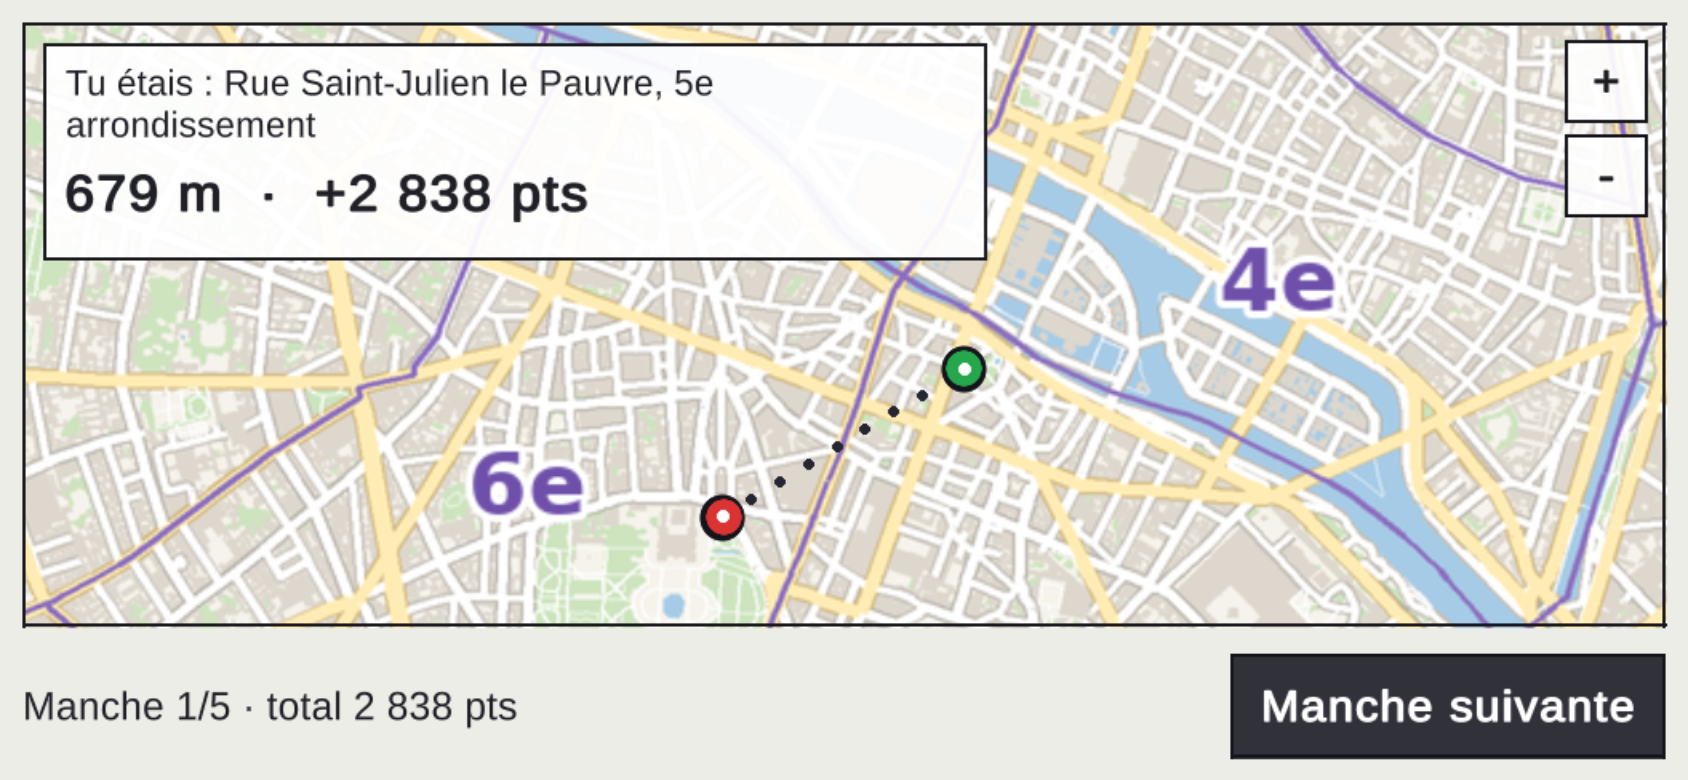 Tu étais : Rue Saint-Julien le Pauvre, 5e
arrondissement
679 m · +2 838 pts
+
-
4e
6e
Manche 1/5 · total 2 838 pts
Manche suivante